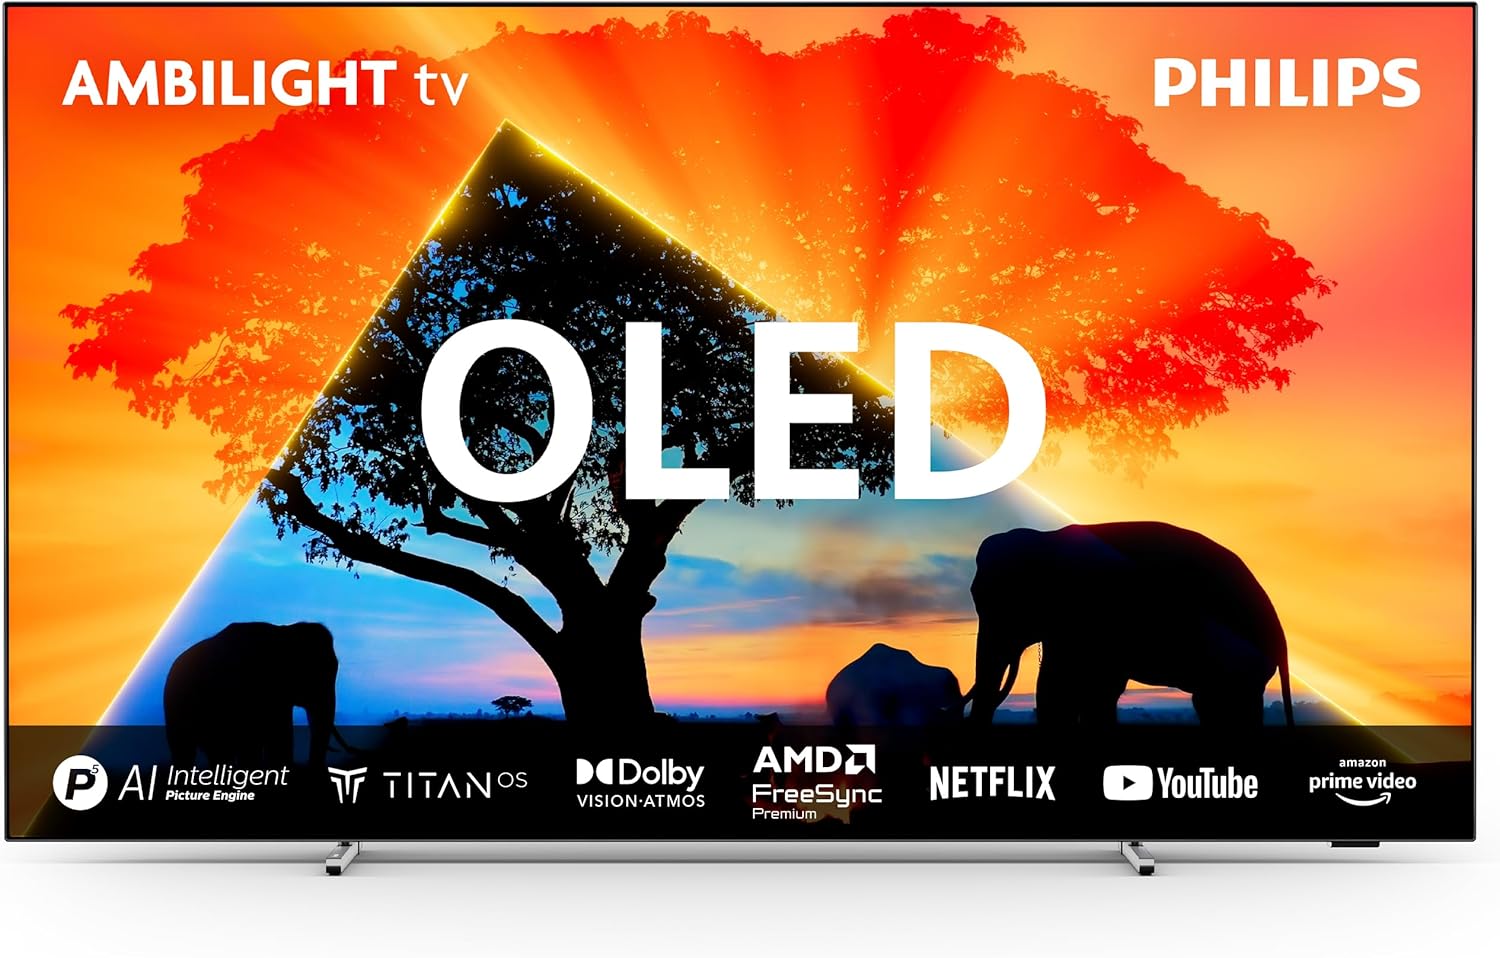 AMBILIGHT tv
PHILIPS
OLED
P5 AI Intelligent
Picture Engine
TITAN OS
Dolby
VISION·ATMOS
AMD
FreeSync
Premium
NETFLIX
YouTube
amazon
prime video